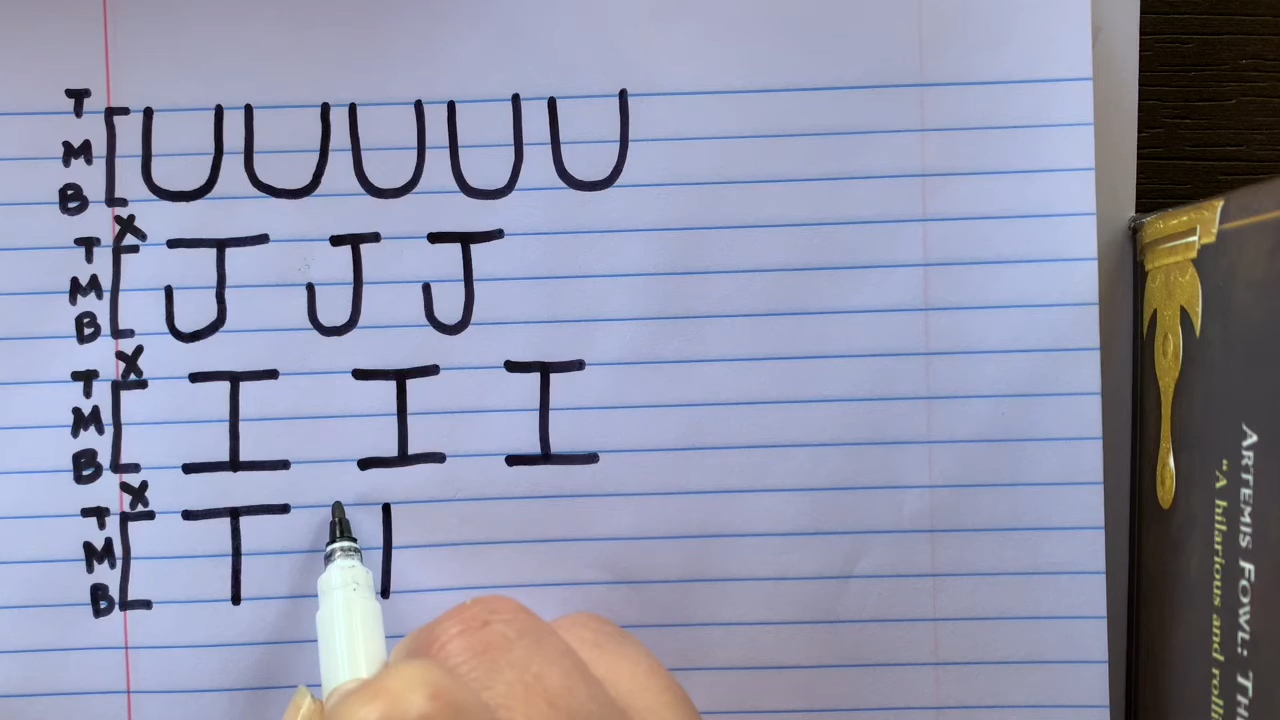 T
M U U U U U
B
X
T
M J J J
B
X
T
M I I I
B
X
T
M T |
B
ARTEMIS FOWL: TH
"A hilarious and rolli